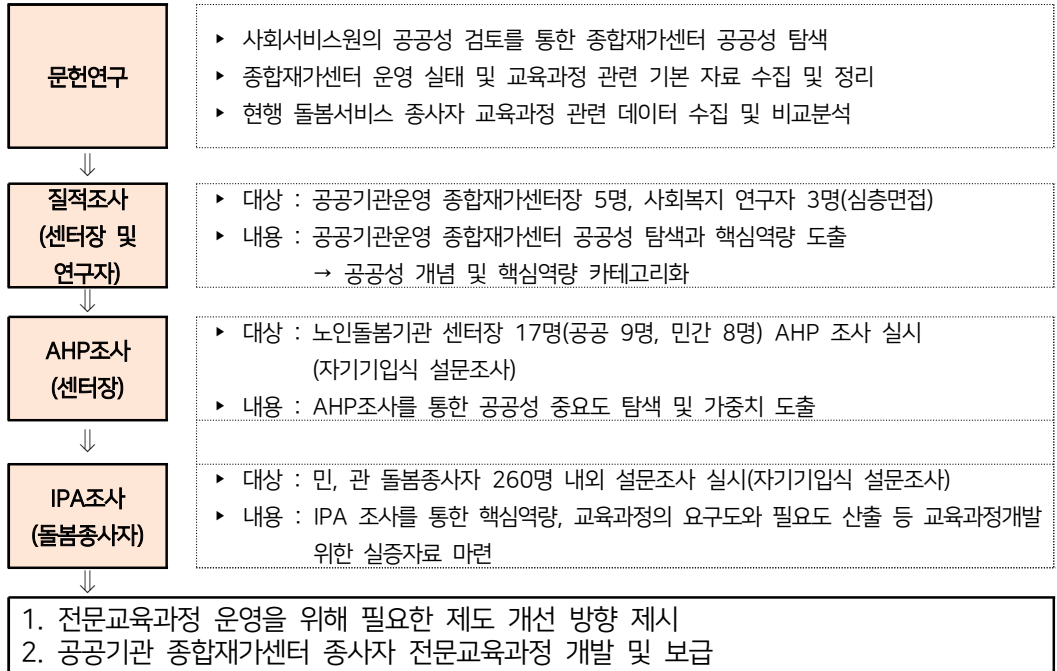 문헌연구
▶ 사회서비스원의 공공성 검토를 통한 종합재가센터 공공성 탐색
▶ 종합재가센터 운영 실태 및 교육과정 관련 기본 자료 수집 및 정리
▶ 현행 돌봄서비스 종사자 교육과정 관련 데이터 수집 및 비교분석
⇓
질적조사
(센터장 및
연구자)
▶ 대상 : 공공기관운영 종합재가센터장 5명, 사회복지 연구자 3명(심층면접)
▶ 내용 : 공공기관운영 종합재가센터 공공성 탐색과 핵심역량 도출
→ 공공성 개념 및 핵심역량 카테고리화
⇓
AHP조사
(센터장)
▶ 대상 : 노인돌봄기관 센터장 17명(공공 9명, 민간 8명) AHP 조사 실시
(자기기입식 설문조사)
▶ 내용 : AHP조사를 통한 공공성 중요도 탐색 및 가중치 도출
⇓
IPA조사
(돌봄종사자)
▶ 대상 : 민, 관 돌봄종사자 260명 내외 설문조사 실시(자기기입식 설문조사)
▶ 내용 : IPA 조사를 통한 핵심역량, 교육과정의 요구도와 필요도 산출 등 교육과정개발
위한 실증자료 마련
⇓
1. 전문교육과정 운영을 위해 필요한 제도 개선 방향 제시
2. 공공기관 종합재가센터 종사자 전문교육과정 개발 및 보급